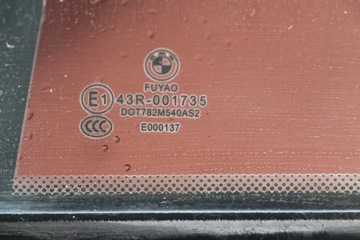 FUYAO
E1 43R-001735
DOT782M540AS2
CCC E000137